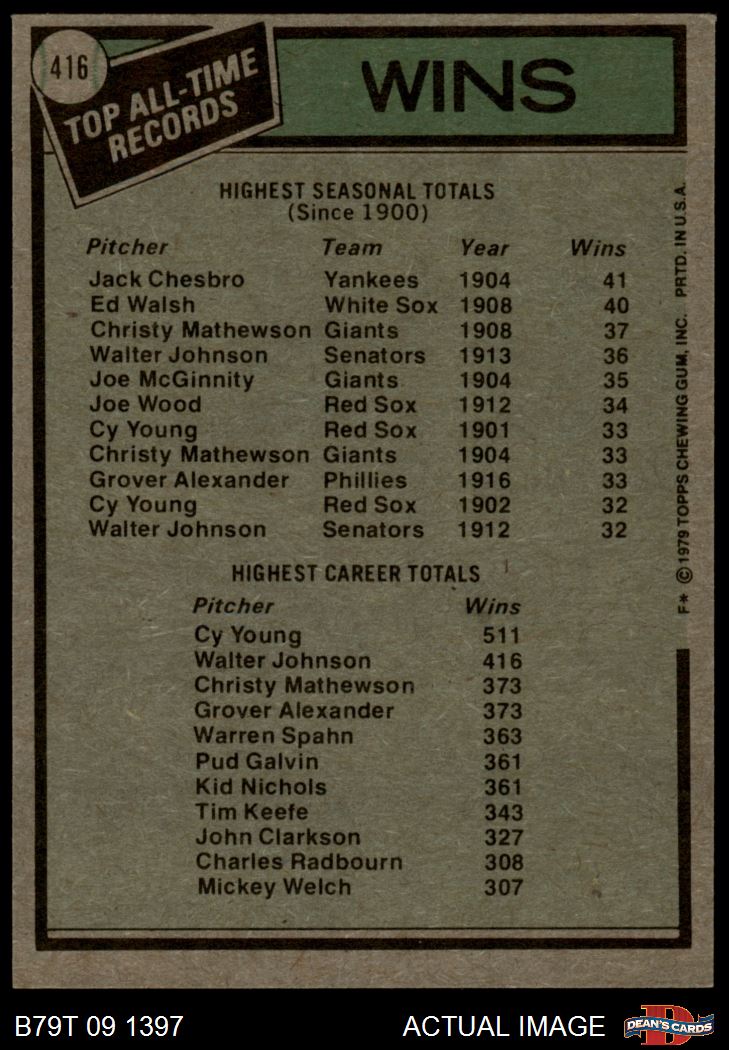 416
TOP ALL-TIME
RECORDS
WINS
HIGHEST SEASONAL TOTALS
(Since 1900)
Pitcher Team Year Wins
Jack Chesbro Yankees 1904 41
Ed Walsh White Sox 1908 40
Christy Mathewson Giants 1908 37
Walter Johnson Senators 1913 36
Joe McGinnity Giants 1904 35
Joe Wood Red Sox 1912 34
Cy Young Red Sox 1901 33
Christy Mathewson Giants 1904 33
Grover Alexander Phillies 1916 33
Cy Young Red Sox 1902 32
Walter Johnson Senators 1912 32
HIGHEST CAREER TOTALS
Pitcher Wins
Cy Young 511
Walter Johnson 416
Christy Mathewson 373
Grover Alexander 373
Warren Spahn 363
Pud Galvin 361
Kid Nichols 361
Tim Keefe 343
John Clarkson 327
Charles Radbourn 308
Mickey Welch 307
F* © 1979 TOPPS CHEWING GUM, INC. PRTD. IN U.S.A.
B79T 09 1397 ACTUAL IMAGE
D
DEAN'S CARDS